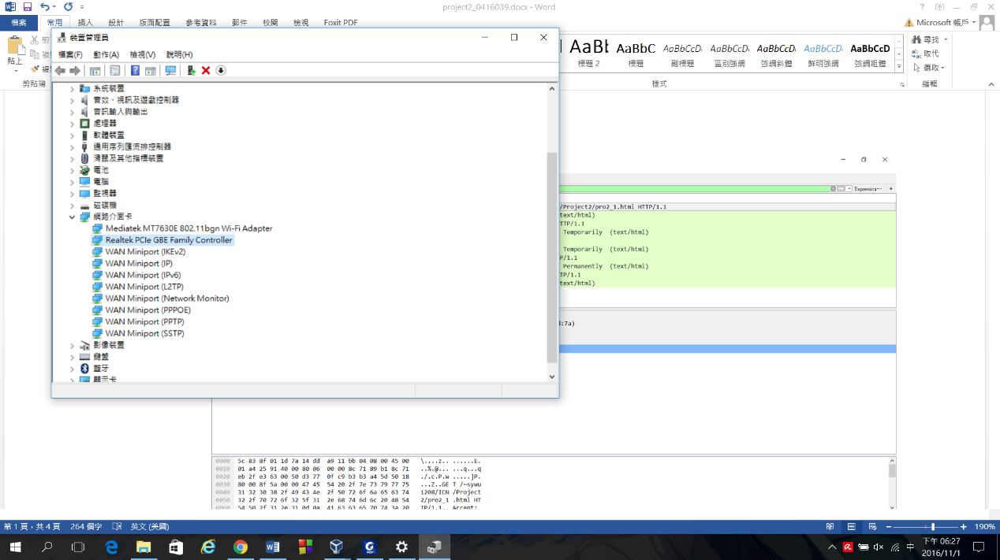 project2_0416039.docx - Word
檔案 常用 插入 設計 版面配置 參考資料 郵件 校閱 檢視 Foxit PDF
Microsoft 帳戶
貼上
剪貼簿
AaBbC AaBbCcD AaBbCcDi AaBbCcDi AaBbCcDi AaBbCcD
標題 2 標題 副標題 區別強調 強調斜體 鮮明強調 強調粗體
樣式
尋找
取代
選取
編輯
裝置管理員
檔案(F) 動作(A) 檢視(V) 說明(H)
系統裝置
音效、視訊及遊戲控制器
音訊輸入與輸出
處理器
軟體裝置
通用序列匯流排控制器
滑鼠及其他指標裝置
電池
電腦
監視器
磁碟機
網路介面卡
Mediatek MT7630E 802.11bgn Wi-Fi Adapter
Realtek PCIe GBE Family Controller
WAN Miniport (IKEv2)
WAN Miniport (IP)
WAN Miniport (IPv6)
WAN Miniport (L2TP)
WAN Miniport (Network Monitor)
WAN Miniport (PPPOE)
WAN Miniport (PPTP)
WAN Miniport (SSTP)
影像裝置
鍵盤
藍牙
顯示卡
Expression…
/Project2/pro2_1.html HTTP/1.1
text/html)
TP/1.1
Temporarily (text/html)
Temporarily (text/html)
P/1.1
Permanently (text/html)
TP/1.1
text/html)
:7a)
0000 5c 83 8f 01 1d 7a 14 dd a9 11 bb 04 08 00 45 00 \....z.. ......E.
0010 01 a4 25 91 40 00 80 06 00 00 8c 71 89 b1 8c 71 ..%.@... ...q...q
0020 eb 2f e3 63 00 50 d3 77 0f c9 b3 b3 a4 5d 50 18 ./.c.P.w .....]P.
0030 80 00 8f 5a 00 00 47 45 54 20 2f 7e 73 79 77 75 ...Z..GE T /~sywu
0040 31 32 30 38 2f 49 43 4e 2f 50 72 6f 6a 65 63 74 1208/ICN /Project
0050 32 2f 70 72 6f 32 5f 31 2e 68 74 6d 6c 20 48 54 2/pro2_1 .html HT
0060 54 50 2f 31 2e 31 0d 0a 41 63 63 65 70 74 3a 20 TP/1.1.. Accept:
第 1 頁，共 4 頁 264 個字 英文 (美國)
190%
中
下午 06:27
2016/11/1